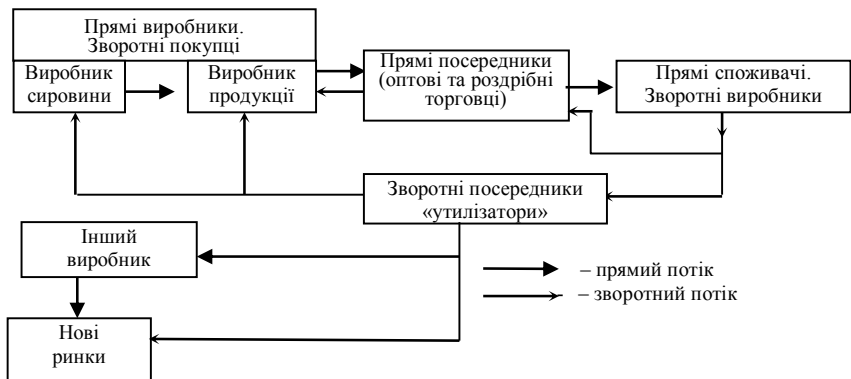 Прямі виробники.
Зворотні покупці
Виробник
сировини
Виробник
продукції
Прямі посередники
(оптові та роздрібні
торговці)
Прямі споживачі.
Зворотні виробники
Зворотні посередники
«утилізатори»
Інший
виробник
– прямий потік
– зворотний потік
Нові
ринки